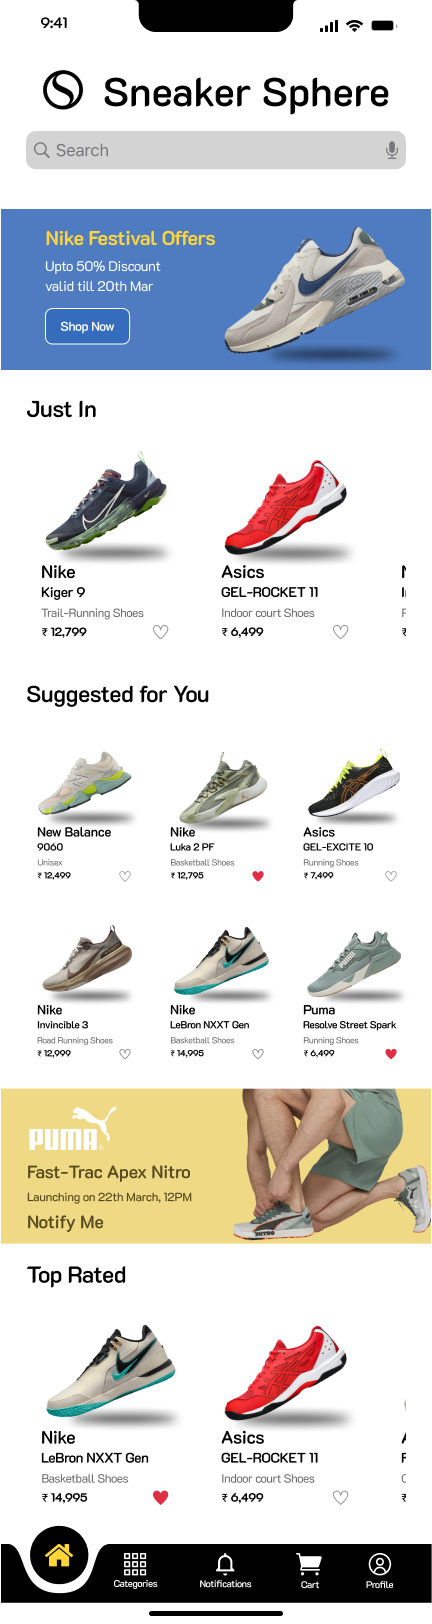 9:41
Sneaker Sphere
Search
Nike Festival Offers
Upto 50% Discount
valid till 20th Mar
Shop Now
Just In
Nike
Kiger 9
Trail-Running Shoes
₹ 12,799
Asics
GEL-ROCKET 11
Indoor court Shoes
₹ 6,499
₹
Suggested for You
New Balance
9060
Unisex
₹ 12,499
Nike
Luka 2 PF
Basketball Shoes
₹ 12,795
Asics
GEL-EXCITE 10
Running Shoes
₹ 7,499
Nike
Invincible 3
Road Running Shoes
₹ 12,999
Nike
LeBron NXXT Gen
Basketball Shoes
₹ 14,995
Puma
Resolve Street Spark
Running Shoes
₹ 6,499
PUMA
Fast-Trac Apex Nitro
Launching on 22th March, 12PM
Notify Me
NITRO
Top Rated
Nike
LeBron NXXT Gen
Basketball Shoes
₹ 14,995
Asics
GEL-ROCKET 11
Indoor court Shoes
₹ 6,499
₹
Categories
Notifications
Cart
Profile